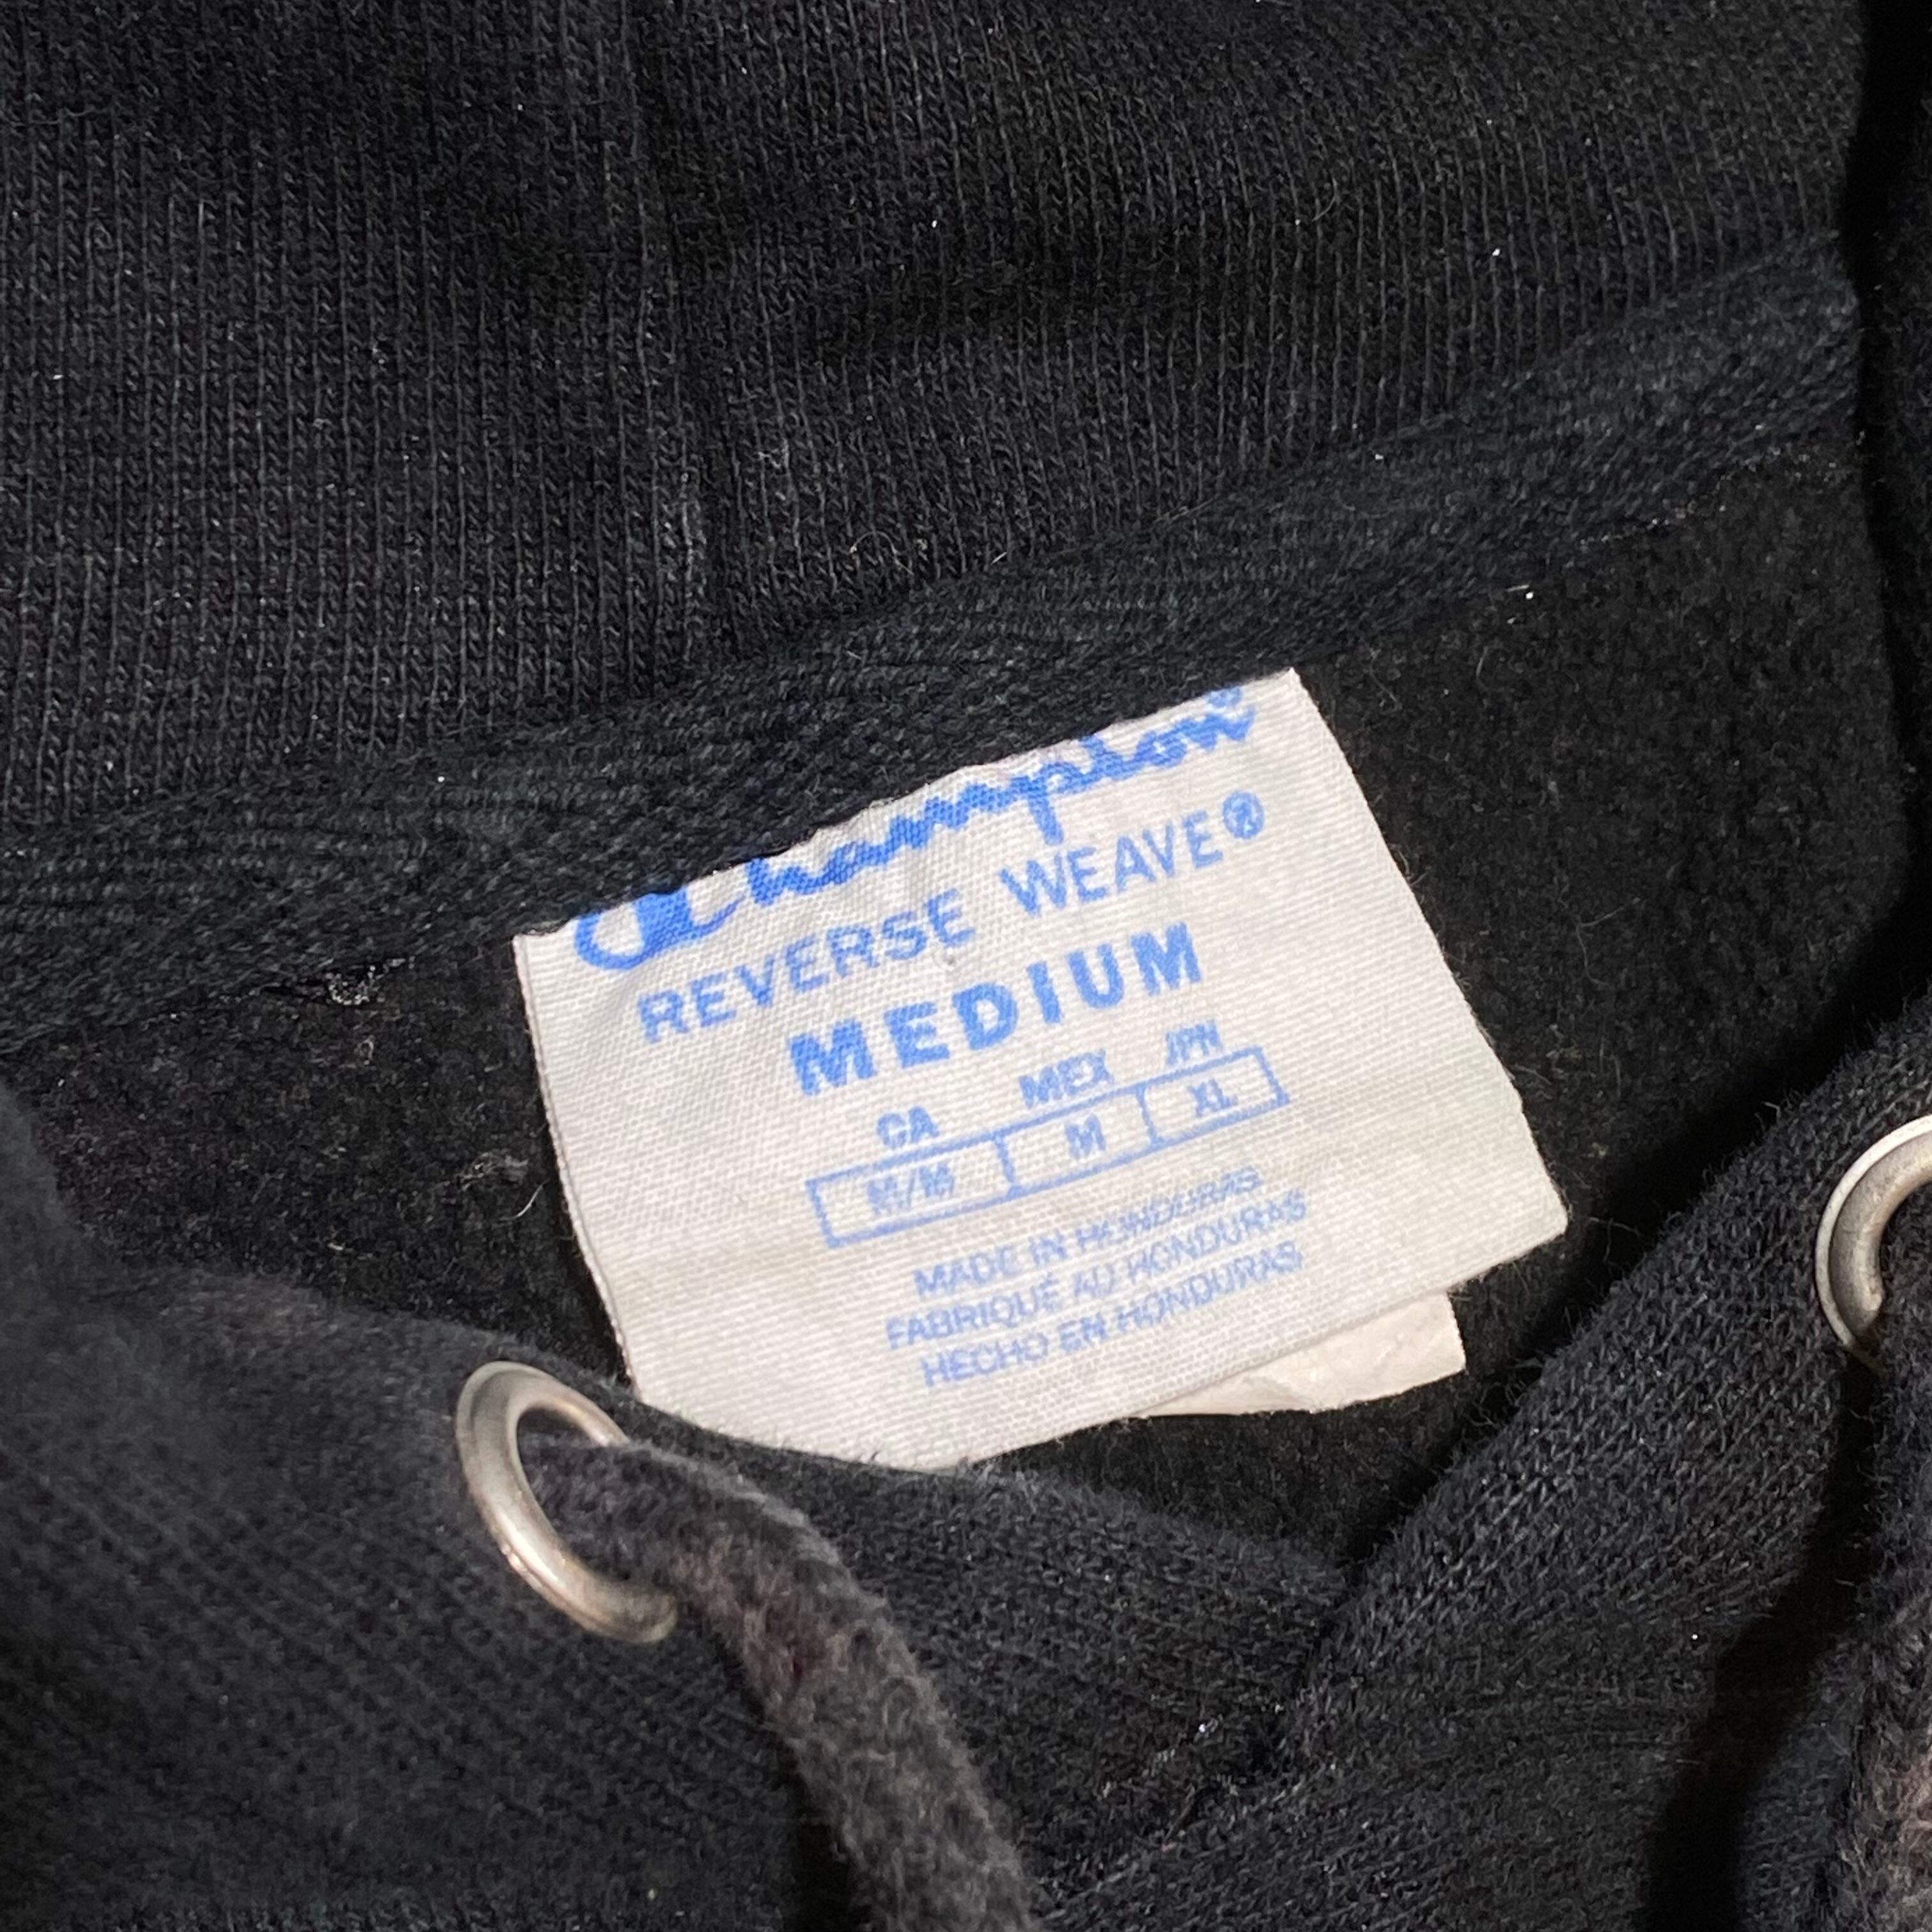 Champion®
REVERSE WEAVE®
MEDIUM
CA MEX JPN
M/M M XL
MADE IN HONDURAS
FABRIQUÉ AU HONDURAS
HECHO EN HONDURAS